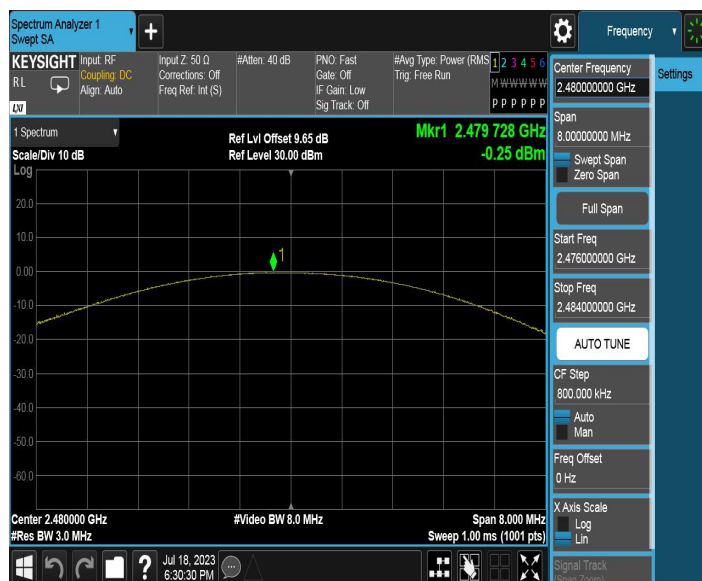 Spectrum Analyzer 1
Swept SA
Frequency
KEYSIGHT
RL
LXI
Input: RF
Coupling: DC
Align: Auto
Input Z: 50 Ω
Corrections: Off
Freq Ref: Int (S)
#Atten: 40 dB
PNO: Fast
Gate: Off
IF Gain: Low
Sig Track: Off
#Avg Type: Power (RMS
Trig: Free Run
1 2 3 4 5 6
M W W W W W
P P P P P P
1 Spectrum
Scale/Div 10 dB
Log
Ref Lvl Offset 9.65 dB
Ref Level 30.00 dBm
Mkr1 2.479 728 GHz
-0.25 dBm
20.0
10.0
0.00
-10.0
-20.0
-30.0
-40.0
-50.0
-60.0
1
Center 2.480000 GHz
#Res BW 3.0 MHz
#Video BW 8.0 MHz
Span 8.000 MHz
Sweep 1.00 ms (1001 pts)
?
Jul 18, 2023
6:30:30 PM
Center Frequency
2.480000000 GHz
Settings
Span
8.00000000 MHz
Swept Span
Zero Span
Full Span
Start Freq
2.476000000 GHz
Stop Freq
2.484000000 GHz
AUTO TUNE
CF Step
800.000 kHz
Auto
Man
Freq Offset
0 Hz
X Axis Scale
Log
Lin
Signal Track
(Span Zoom)